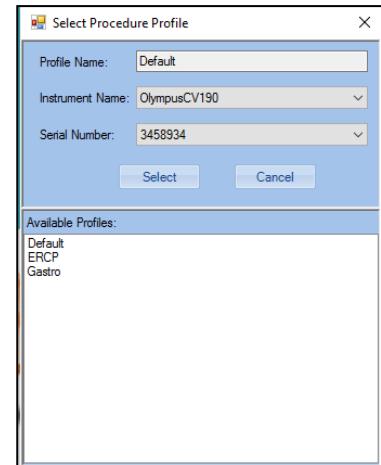 Select Procedure Profile
Profile Name: Default
Instrument Name: OlympusCV190
Serial Number: 3458934
Select Cancel
Available Profiles:
Default
ERCP
Gastro